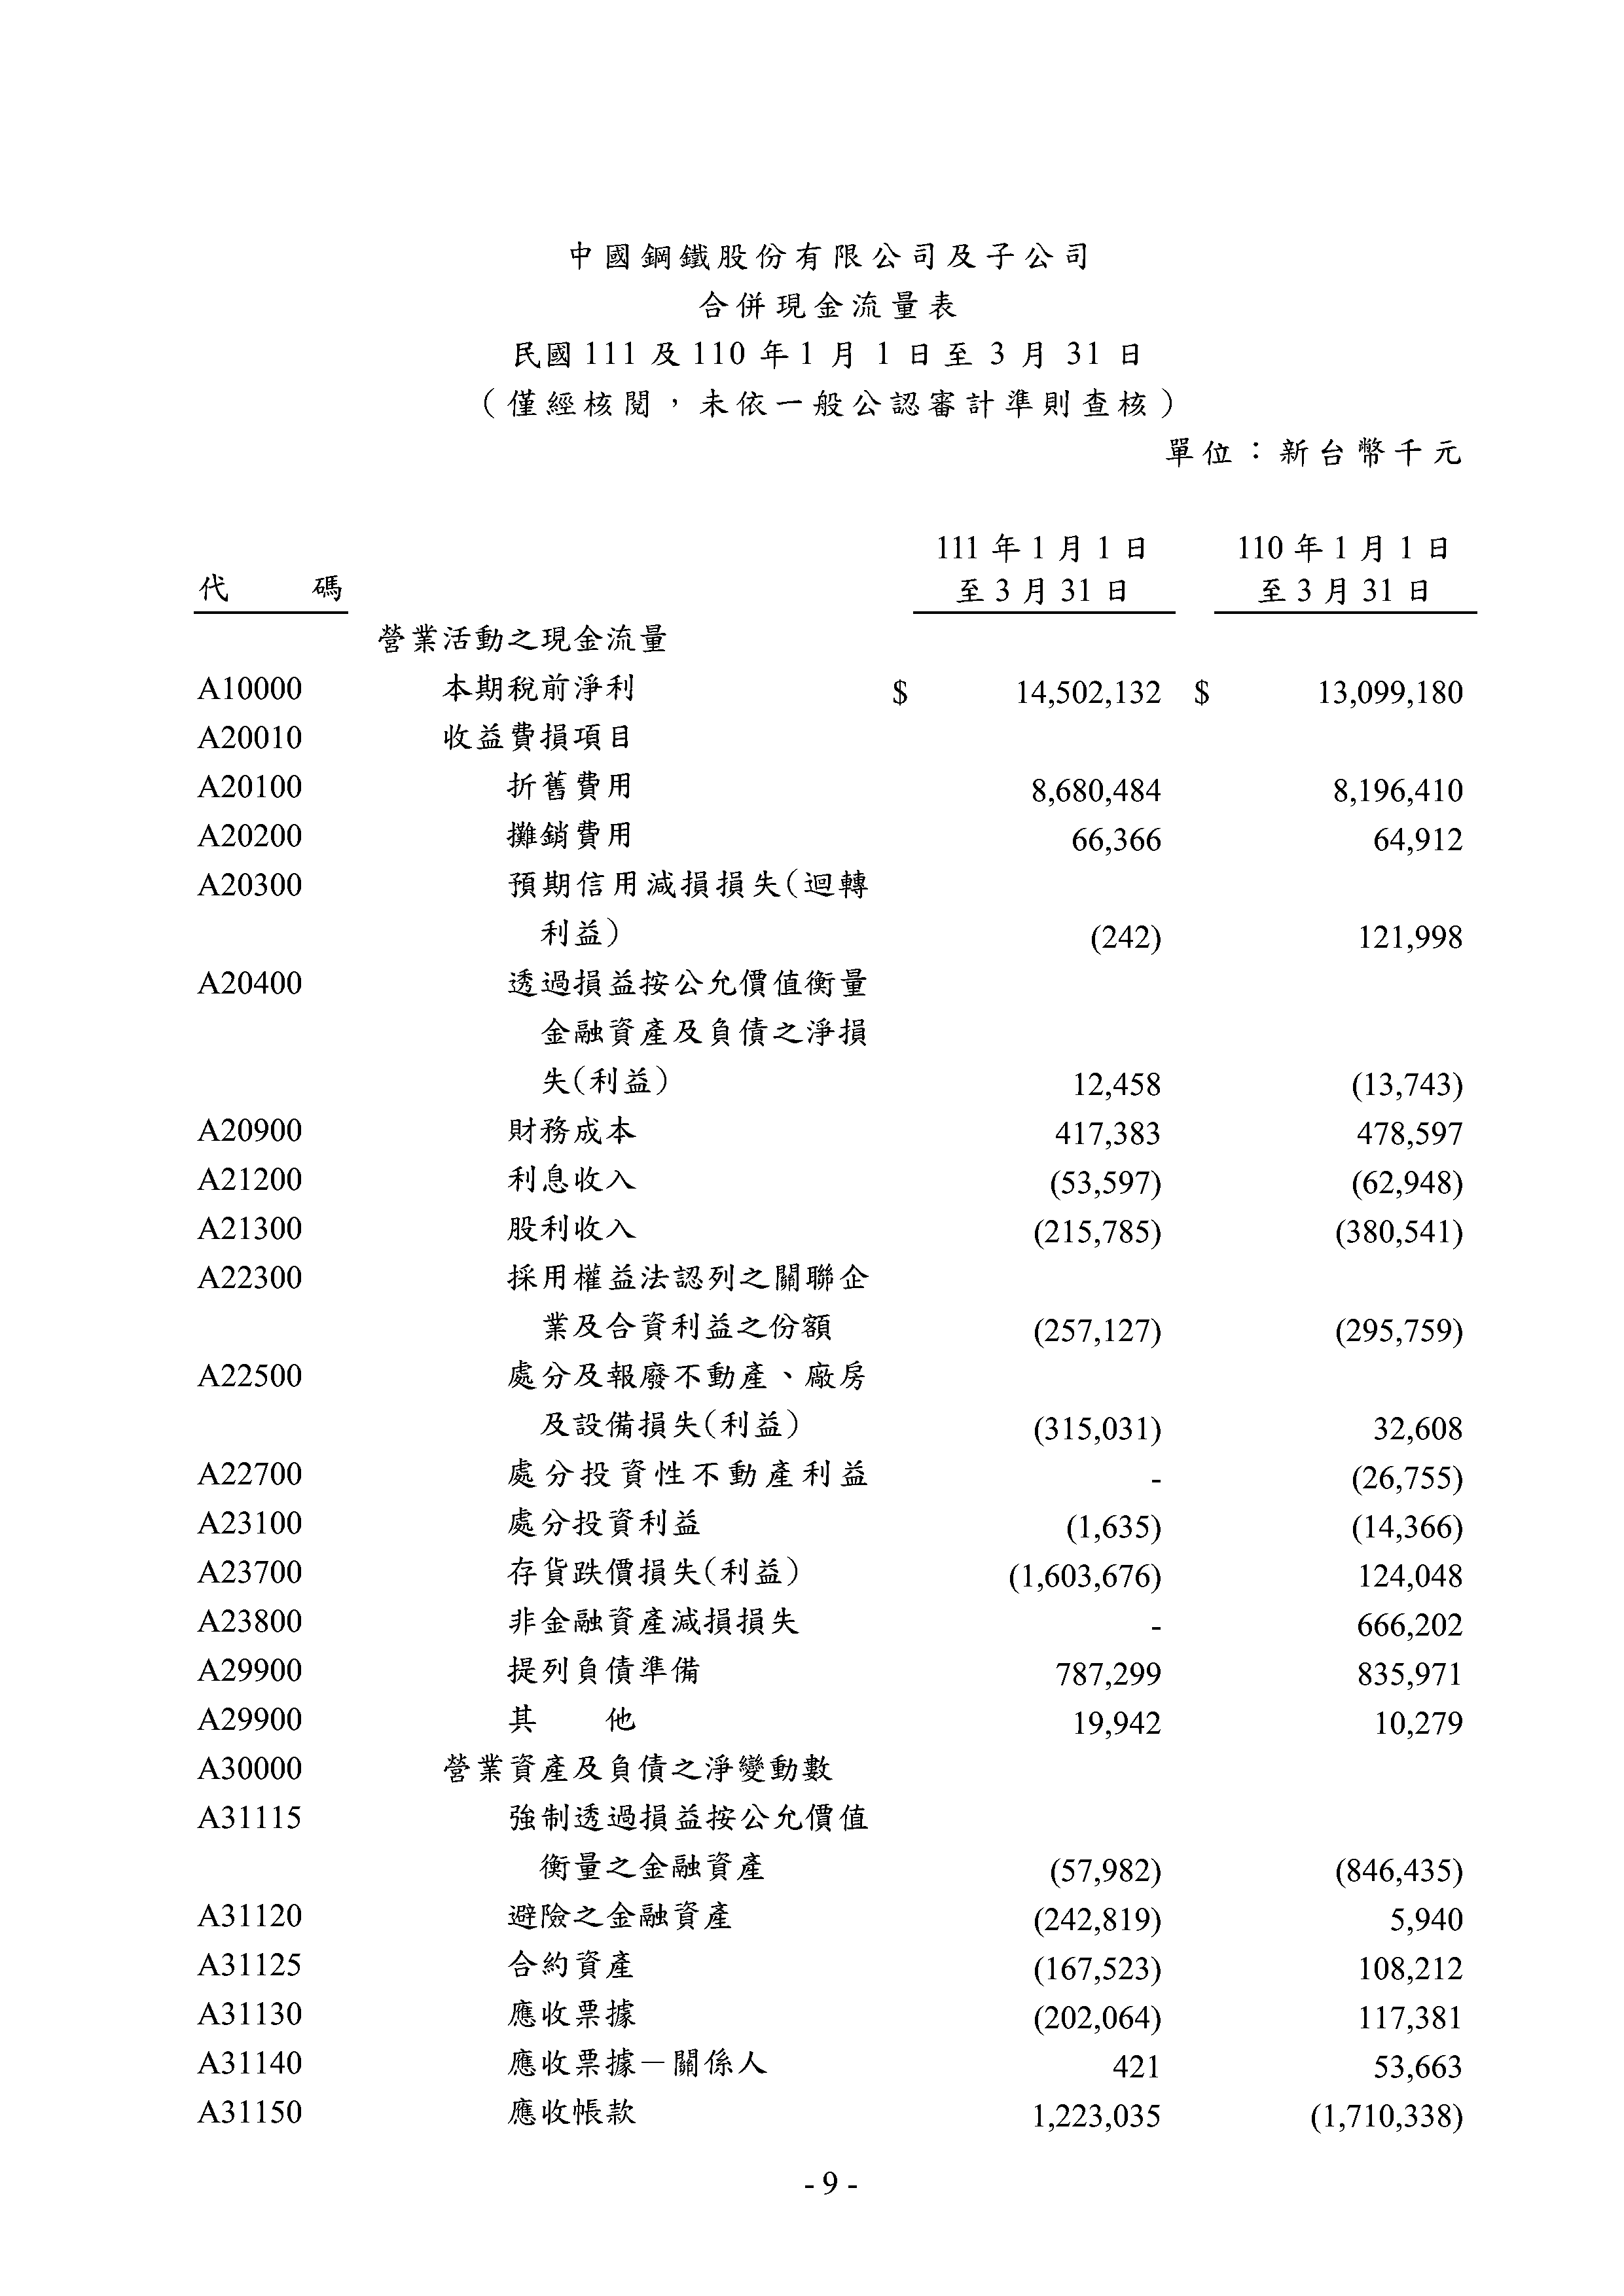 中國鋼鐵股份有限公司及子公司
合併現金流量表
民國111及110年1月1日至3月31日
(僅經核閱,未依一般公認審計準則查核)
單位：新台幣千元
111年1月1日 110年1月1日
代 碼 至3月31日 至3月31日
營業活動之現金流量
A10000 本期稅前淨利 $ 14,502,132 $ 13,099,180
A20010 收益費損項目
A20100 折舊費用 8,680,484 8,196,410
A20200 攤銷費用 66,366 64,912
A20300 預期信用減損損失(迴轉
利益) (242) 121,998
A20400 透過損益按公允價值衡量
金融資產及負債之淨損
失(利益) 12,458 (13,743)
A20900 財務成本 417,383 478,597
A21200 利息收入 (53,597) (62,948)
A21300 股利收入 (215,785) (380,541)
A22300 採用權益法認列之關聯企
業及合資利益之份額 (257,127) (295,759)
A22500 處分及報廢不動產、廠房
及設備損失(利益) (315,031) 32,608
A22700 處分投資性不動產利益 - (26,755)
A23100 處分投資利益 (1,635) (14,366)
A23700 存貨跌價損失(利益) (1,603,676) 124,048
A23800 非金融資產減損損失 - 666,202
A29900 提列負債準備 787,299 835,971
A29900 其 他 19,942 10,279
A30000 營業資產及負債之淨變動數
A31115 強制透過損益按公允價值
衡量之金融資產 (57,982) (846,435)
A31120 避險之金融資產 (242,819) 5,940
A31125 合約資產 (167,523) 108,212
A31130 應收票據 (202,064) 117,381
A31140 應收票據－關係人 421 53,663
A31150 應收帳款 1,223,035 (1,710,338)
- 9 -